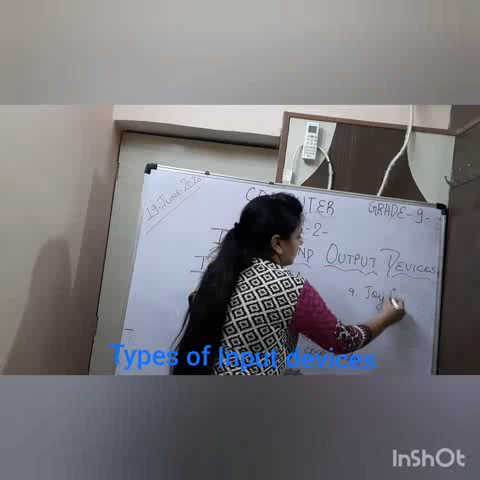 19-JUNE-2020
COMPUTER GRADE-9-
-2-
OUTPUT DEVICES
9. Joy
Types of Input devices
InShOt